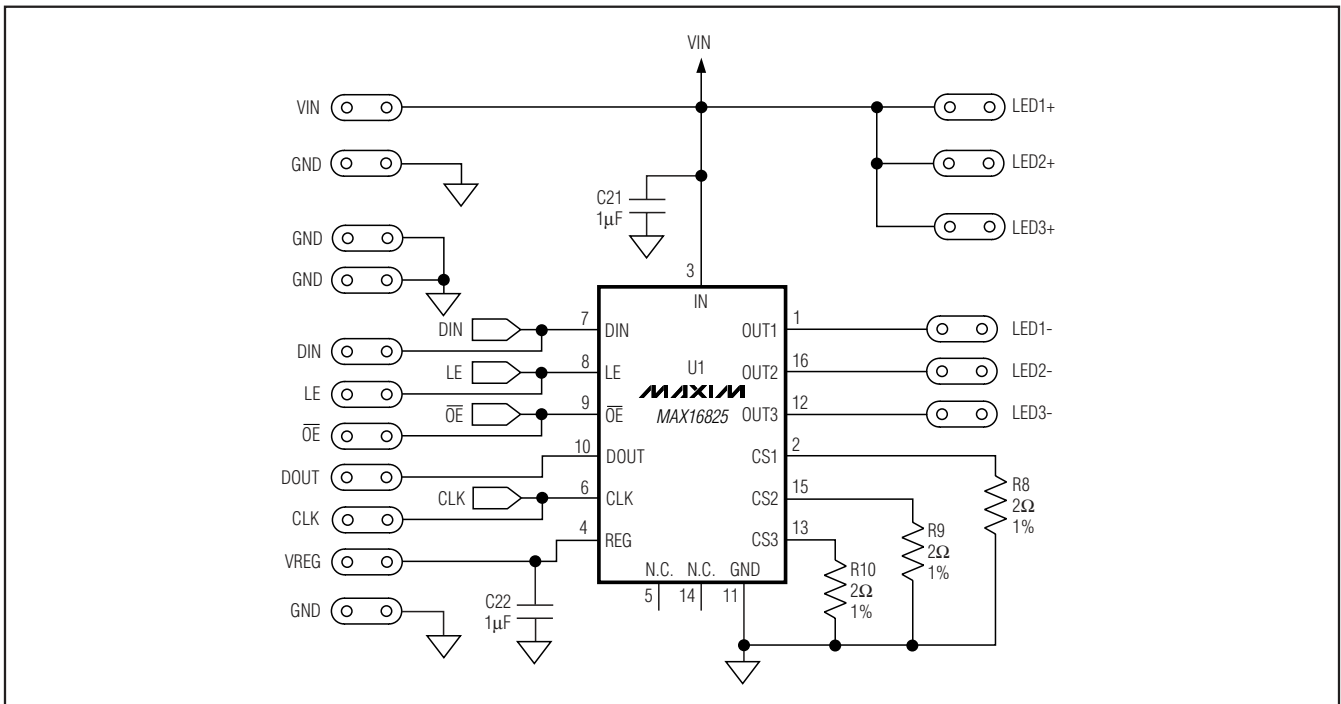 VIN
VIN
LED1+
GND
LED2+
C21
1μF
LED3+
GND
GND
3
IN
DIN
7
DIN
OUT1
1
LED1-
DIN
LE
8
LE
U1
OUT2
16
LED2-
LE
MAXIM
O̅E̅
9
O̅E̅
MAX16825
OUT3
12
LED3-
O̅E̅
10
DOUT
CS1
2
DOUT
R8
2Ω
1%
CLK
6
CLK
CS2
15
CLK
R9
2Ω
1%
4
REG
CS3
13
VREG
R10
2Ω
1%
N.C.
N.C.
GND
5
14
11
C22
1μF
GND